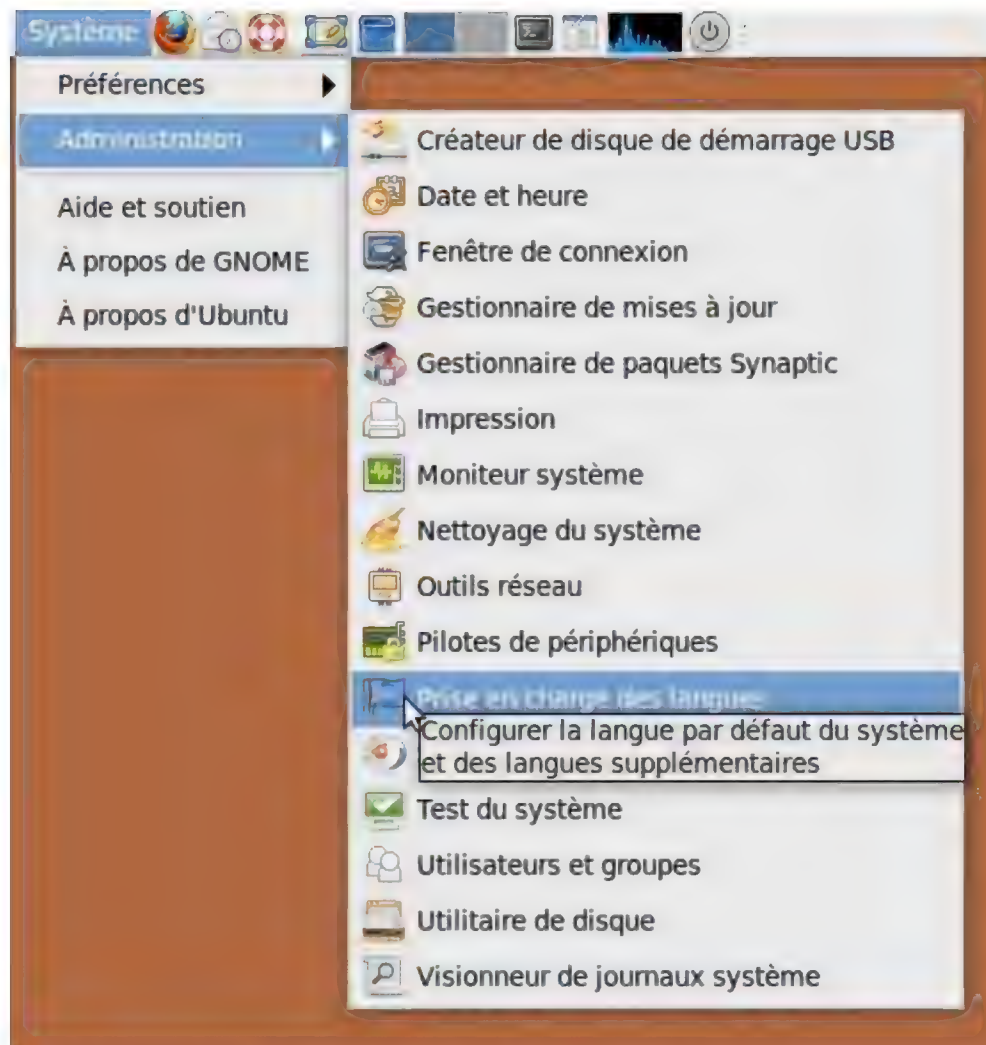 Système
Préférences
Administration
Aide et soutien
À propos de GNOME
À propos d'Ubuntu
Créateur de disque de démarrage USB
Date et heure
Fenêtre de connexion
Gestionnaire de mises à jour
Gestionnaire de paquets Synaptic
Impression
Moniteur système
Nettoyage du système
Outils réseau
Pilotes de périphériques
Prise en charge des langues
Configurer la langue par défaut du système
et des langues supplémentaires
Test du système
Utilisateurs et groupes
Utilitaire de disque
Visionneur de journaux système